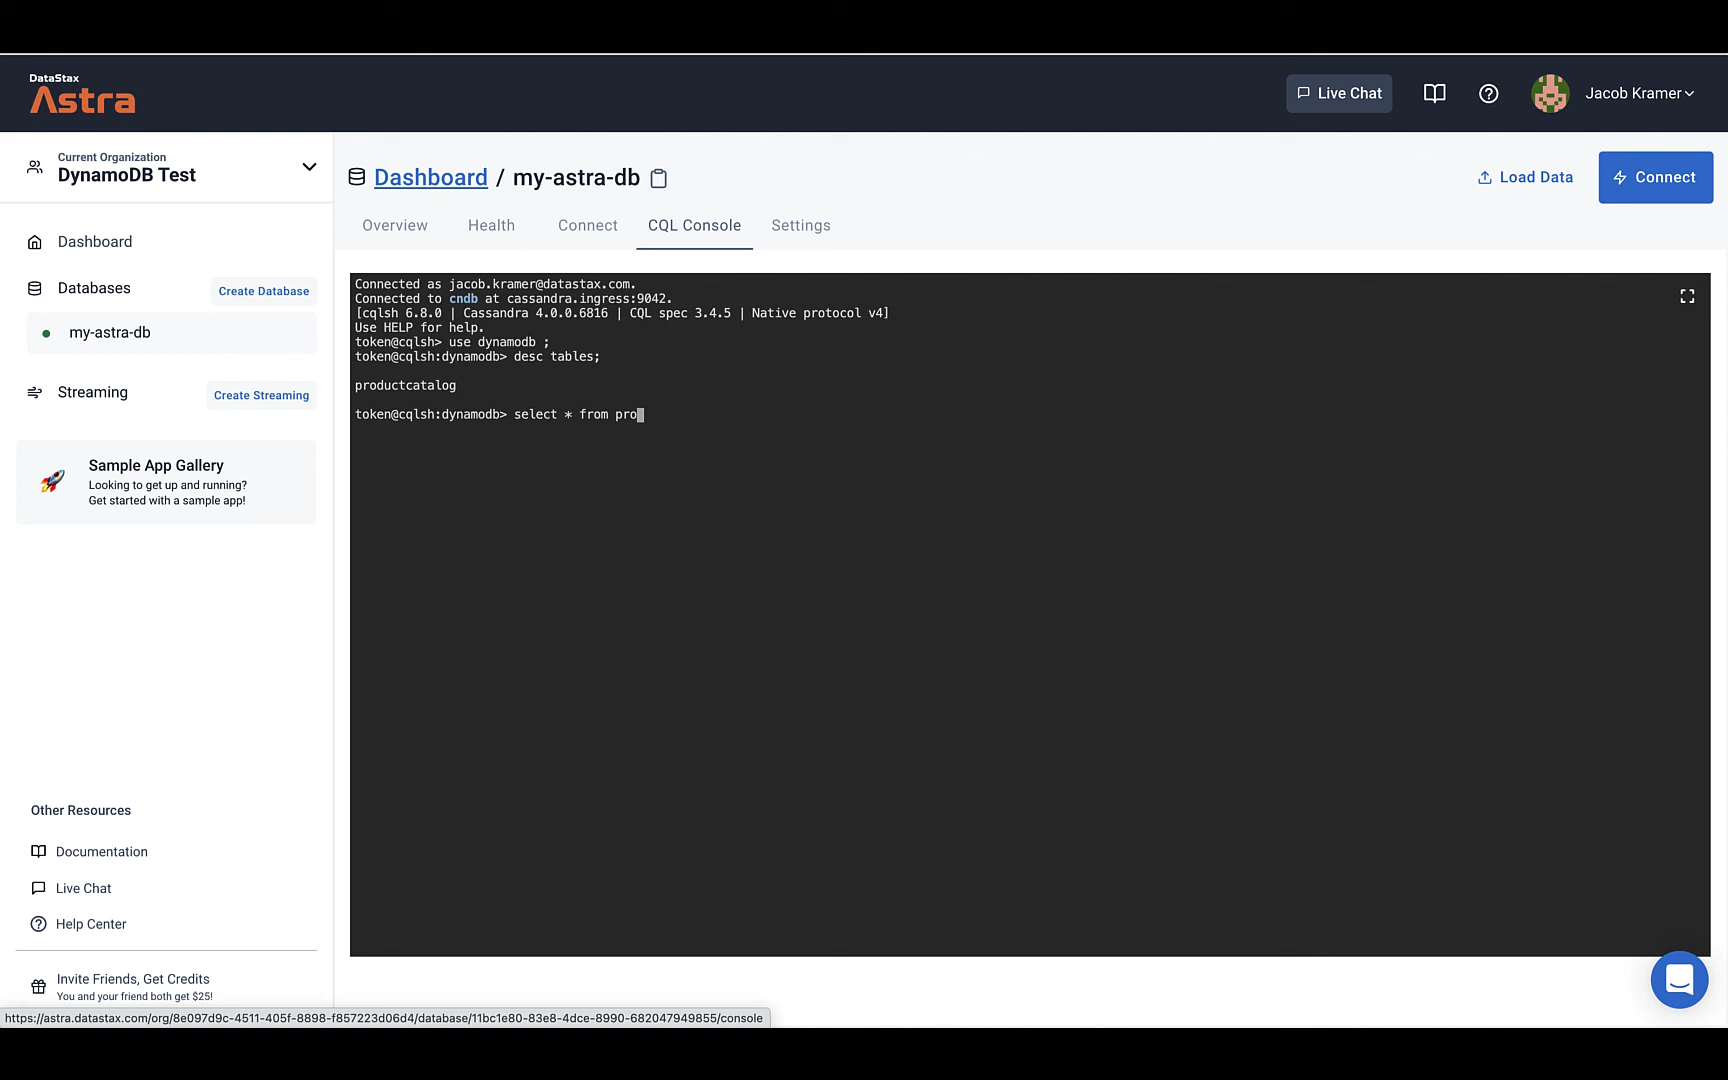 DataStax
Astra
Live Chat
Jacob Kramer
Current Organization
DynamoDB Test
Dashboard
Databases
Create Database
my-astra-db
Streaming
Create Streaming
Sample App Gallery
Looking to get up and running?
Get started with a sample app!
Other Resources
Documentation
Live Chat
Help Center
Invite Friends, Get Credits
You and your friend both get $25!
Dashboard / my-astra-db
Load Data
Connect
Overview
Health
Connect
CQL Console
Settings
Connected as jacob.kramer@datastax.com.
Connected to cndb at cassandra.ingress:9042.
[cqlsh 6.8.0 | Cassandra 4.0.0.6816 | CQL spec 3.4.5 | Native protocol v4]
Use HELP for help.
token@cqlsh> use dynamodb ;
token@cqlsh:dynamodb> desc tables;
productcatalog
token@cqlsh:dynamodb> select * from pro
https://astra.datastax.com/org/8e097d9c-4511-405f-8898-f857223d06d4/database/11bc1e80-83e8-4dce-8990-682047949855/console